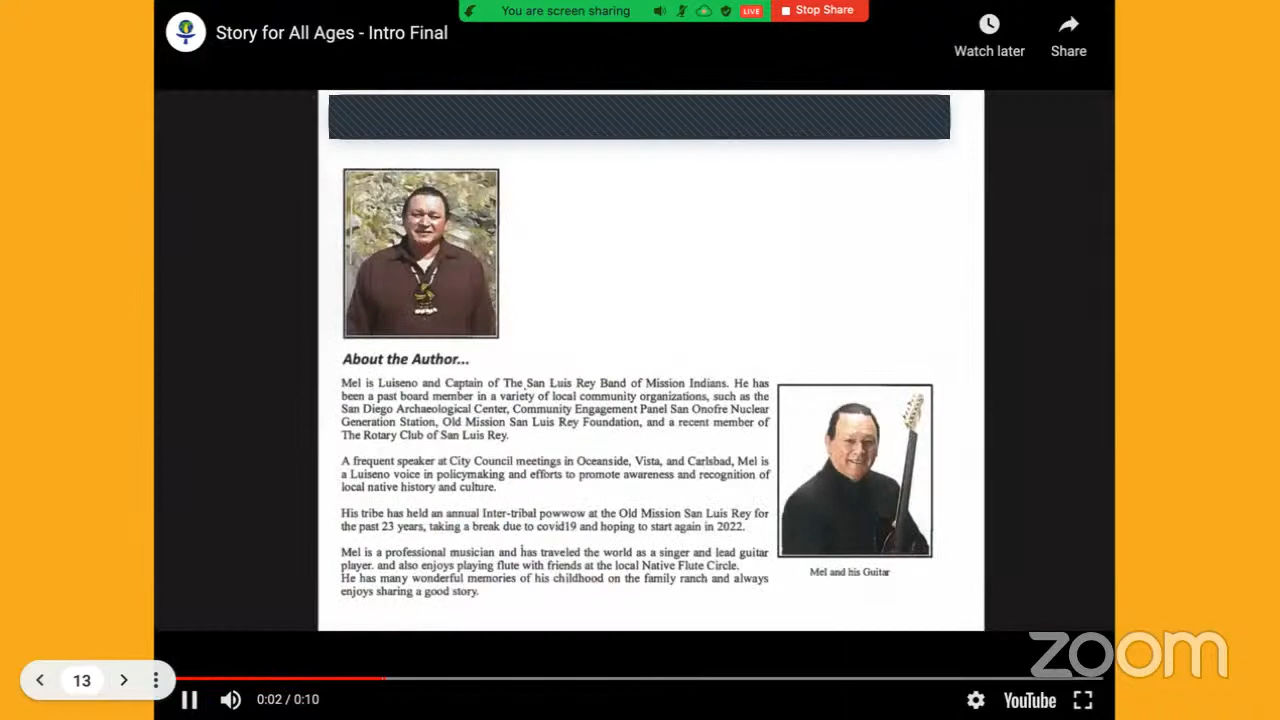 You are screen sharing
LIVE
Stop Share
Story for All Ages - Intro Final
Watch later
Share
About the Author...
Mel is Luiseno and Captain of The San Luis Rey Band of Mission Indians. He has
been a past board member in a variety of local community organizations, such as the
San Diego Archaeological Center, Community Engagement Panel San Onofre Nuclear
Generation Station, Old Mission San Luis Rey Foundation, and a recent member of
The Rotary Club of San Luis Rey.
A frequent speaker at City Council meetings in Oceanside, Vista, and Carlsbad, Mel is
a Luiseno voice in policymaking and efforts to promote awareness and recognition of
local native history and culture.
His tribe has held an annual Inter-tribal powwow at the Old Mission San Luis Rey for
the past 23 years, taking a break due to covid19 and hoping to start again in 2022.
Mel is a professional musician and has traveled the world as a singer and lead guitar
player. and also enjoys playing flute with friends at the local Native Flute Circle.
He has many wonderful memories of his childhood on the family ranch and always
enjoys sharing a good story.
Mel and his Guitar
zoom
13
0:02 / 0:10
YouTube